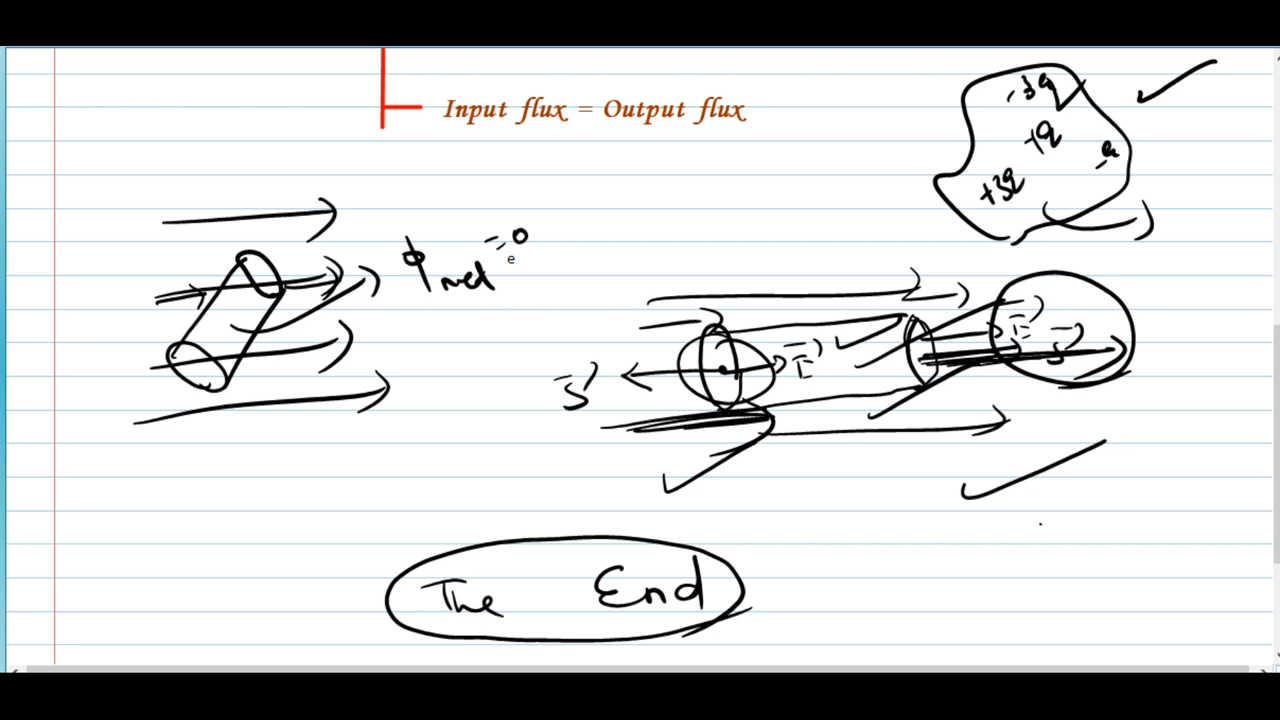 Input flux = Output flux
-3q
+q
-q
+3q
ϕnet = 0
e
E
S
E
S
The End